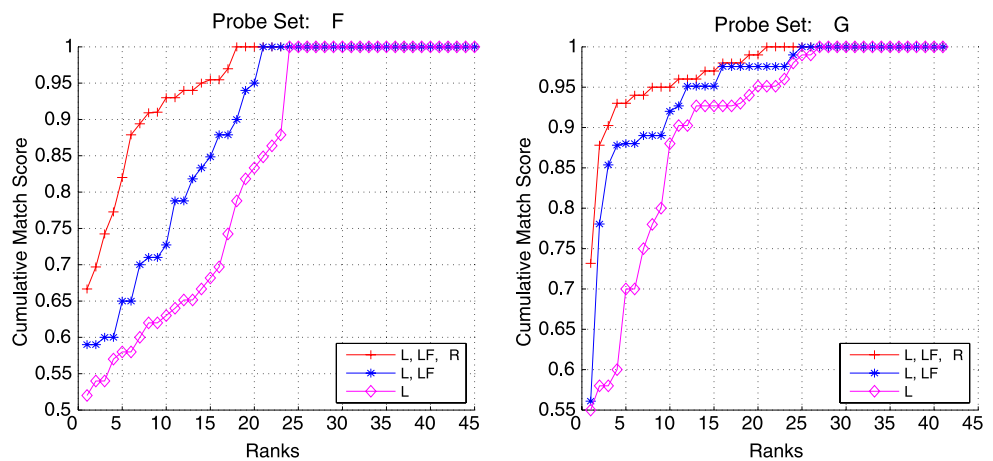 Probe Set: F
Cumulative Match Score
1
0.95
0.9
0.85
0.8
0.75
0.7
0.65
0.6
0.55
0.5
0 5 10 15 20 25 30 35 40 45
Ranks
L, LF, R
L, LF
L
Probe Set: G
Cumulative Match Score
1
0.95
0.9
0.85
0.8
0.75
0.7
0.65
0.6
0.55
0 5 10 15 20 25 30 35 40 45
Ranks
L, LF, R
L, LF
L